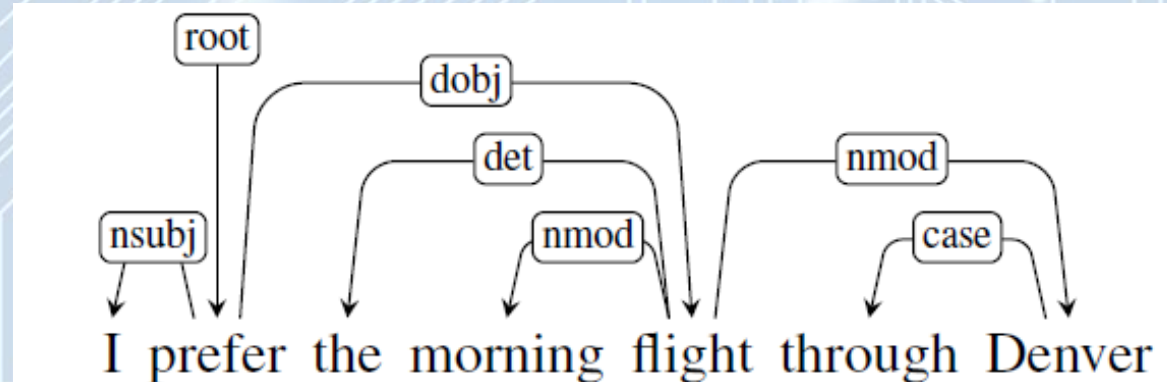 root
dobj
det nmod
nsubj nmod case
I prefer the morning flight through Denver